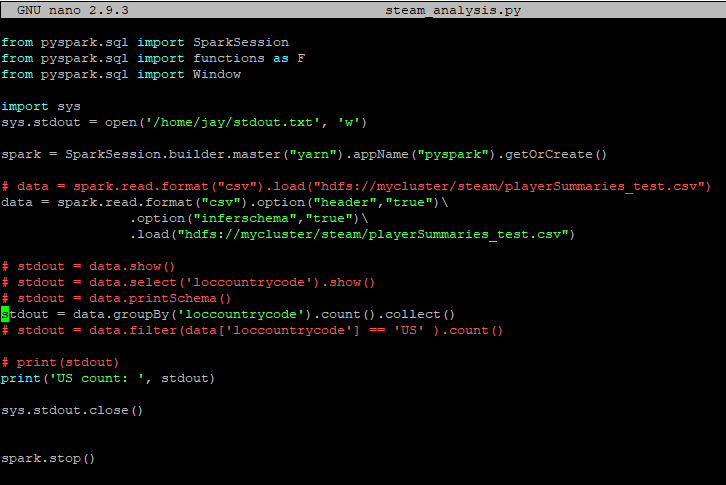 GNU nano 2.9.3 steam_analysis.py
from pyspark.sql import SparkSession
from pyspark.sql import functions as F
from pyspark.sql import Window
import sys
sys.stdout = open('/home/jay/stdout.txt', 'w')
spark = SparkSession.builder.master("yarn").appName("pyspark").getOrCreate()
# data = spark.read.format("csv").load("hdfs://mycluster/steam/playerSummaries_test.csv")
data = spark.read.format("csv").option("header","true")\
.option("inferschema","true")\
.load("hdfs://mycluster/steam/playerSummaries_test.csv")
# stdout = data.show()
# stdout = data.select('loccountrycode').show()
# stdout = data.printSchema()
stdout = data.groupBy('loccountrycode').count().collect()
# stdout = data.filter(data['loccountrycode'] == 'US' ).count()
# print(stdout)
print('US count: ', stdout)
sys.stdout.close()
spark.stop()